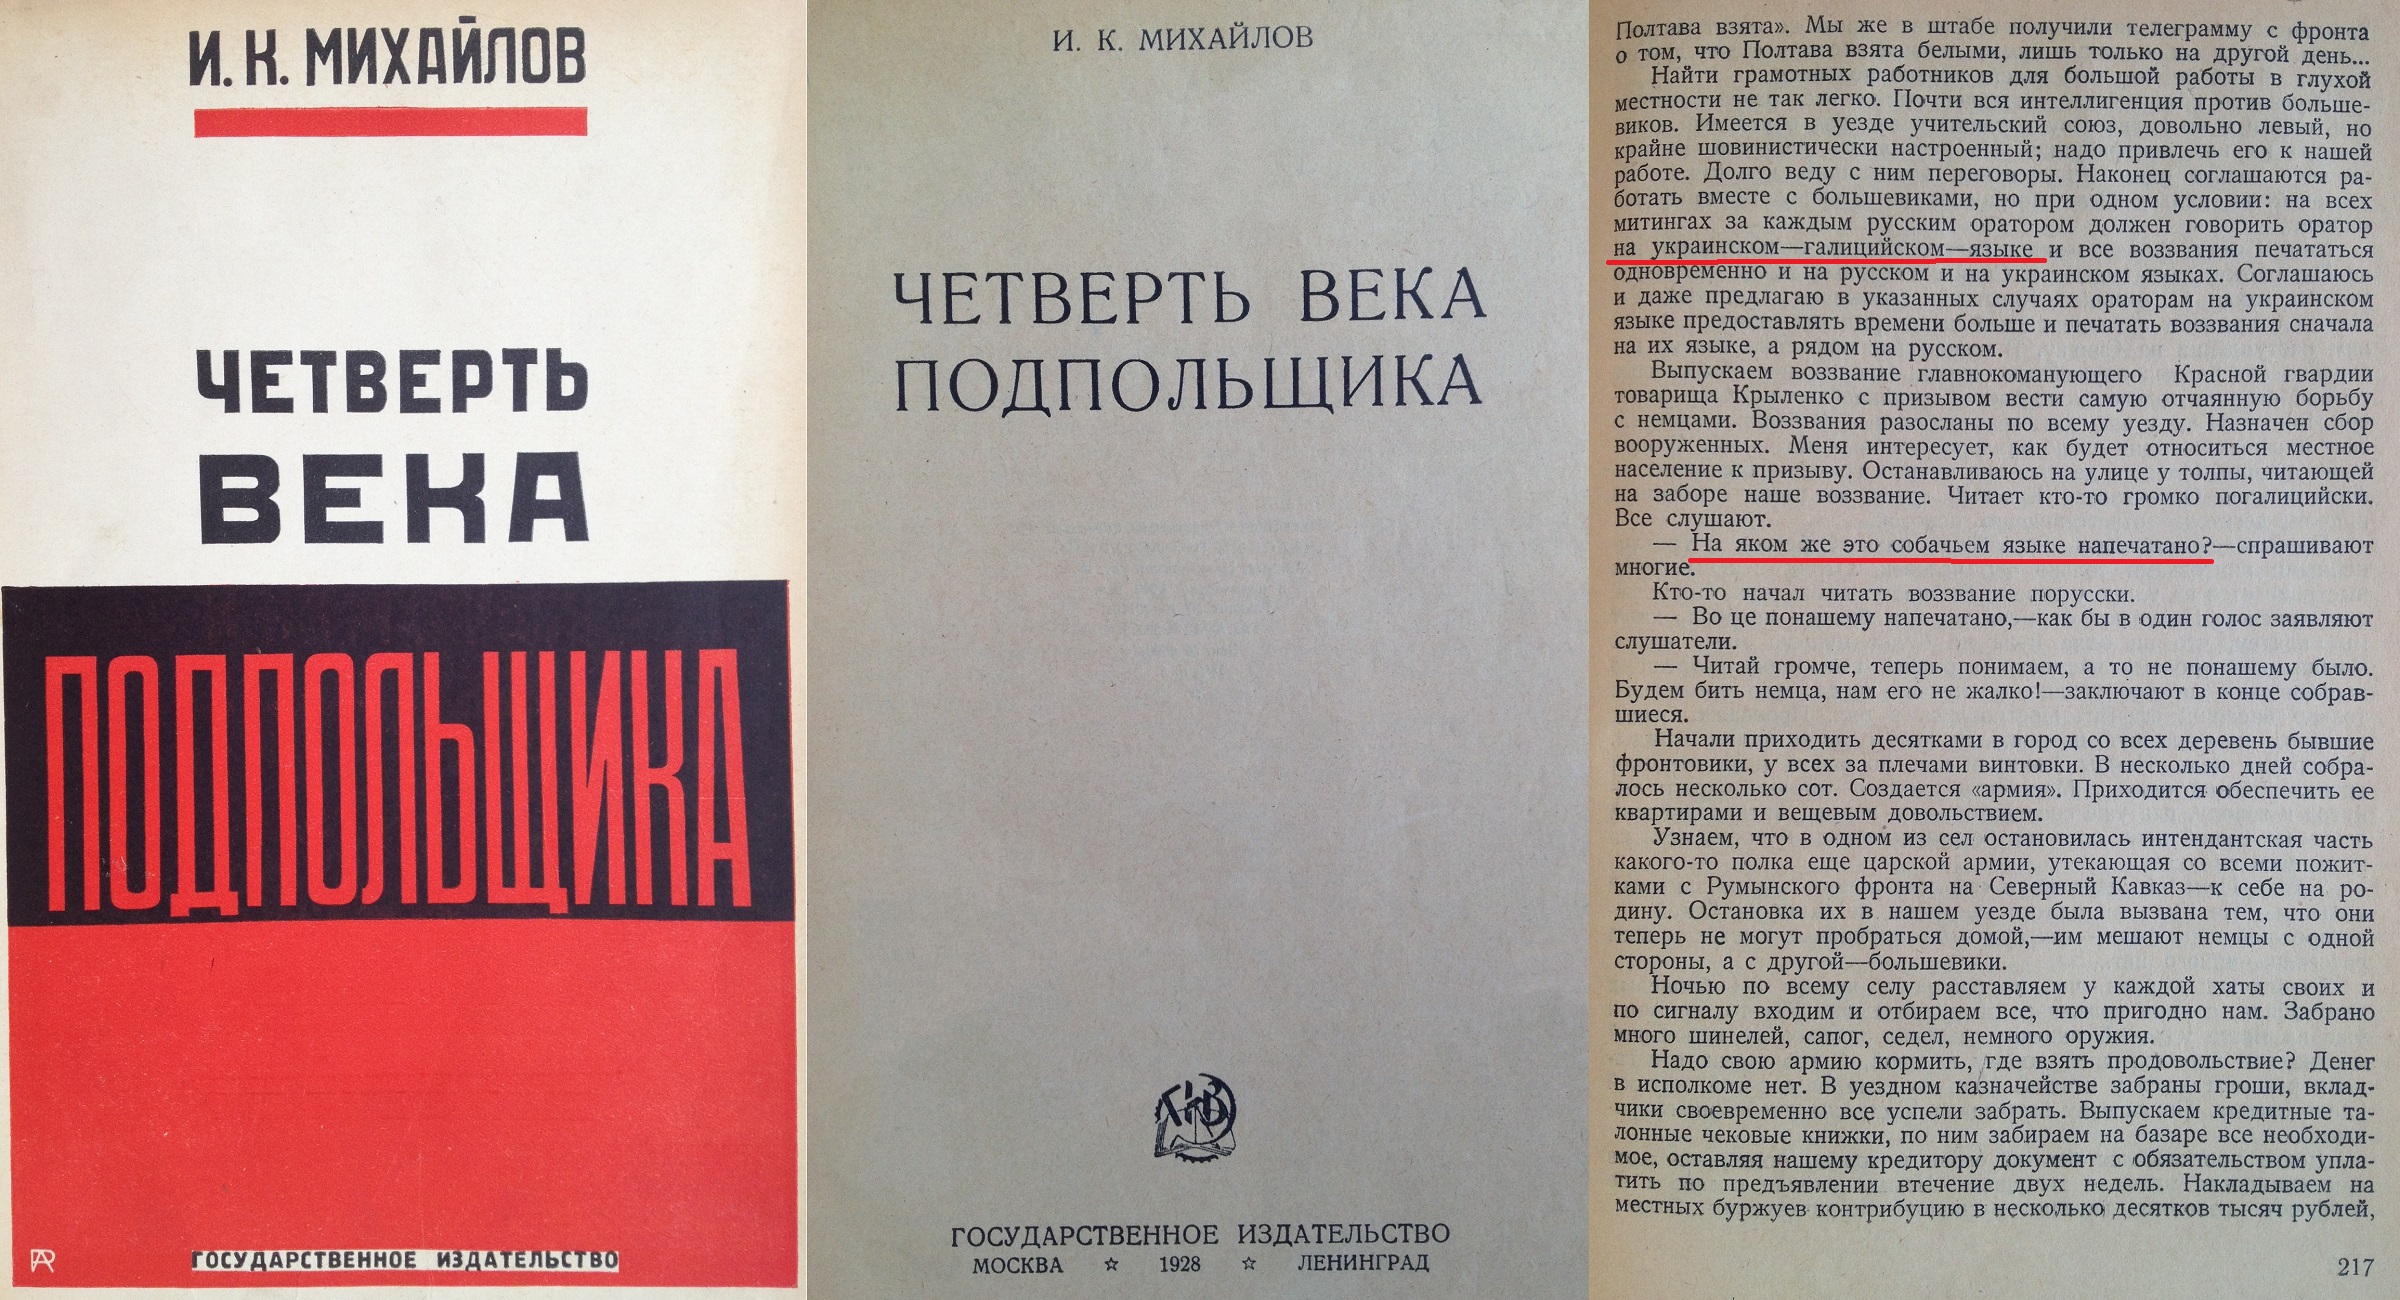 И. К. МИХАЙЛОВ
ЧЕТВЕРТЬ
ВЕКА
ПОДПОЛЬЩИКА
ГОСУДАРСТВЕННОЕ ИЗДАТЕЛЬСТВО
И. К. МИХАЙЛОВ
ЧЕТВЕРТЬ ВЕКА
ПОДПОЛЬЩИКА
ГОСУДАРСТВЕННОЕ ИЗДАТЕЛЬСТВО
МОСКВА ☆ 1928 ☆ ЛЕНИНГРАД
Полтава взята». Мы же в штабе получили телеграмму с фронта
о том, что Полтава взята белыми, лишь только на другой день...
Найти грамотных работников для большой работы в глухой
местности не так легко. Почти вся интеллигенция против больше-
виков. Имеется в уезде учительский союз, довольно левый, но
крайне шовинистически настроенный; надо привлечь его к нашей
работе. Долго веду с ним переговоры. Наконец соглашаются ра-
ботать вместе с большевиками, но при одном условии: на всех
митингах за каждым русским оратором должен говорить оратор
на украинском—галицийском—языке и все воззвания печататься
одновременно и на русском и на украинском языках. Соглашаюсь
и даже предлагаю в указанных случаях ораторам на украинском
языке предоставлять времени больше и печатать воззвания сначала
на их языке, а рядом на русском.
Выпускаем воззвание главнокоманующего Красной гвардии
товарища Крыленко с призывом вести самую отчаянную борьбу
с немцами. Воззвания разосланы по всему уезду. Назначен сбор
вооруженных. Меня интересует, как будет относиться местное
население к призыву. Останавливаюсь на улице у толпы, читающей
на заборе наше воззвание. Читает кто-то громко погалицийски.
Все слушают.
— На яком же это собачьем языке напечатано?—спрашивают
многие.
Кто-то начал читать воззвание порусски.
— Во це понашему напечатано,—как бы в один голос заявляют
слушатели.
— Читай громче, теперь понимаем, а то не понашему было.
Будем бить немца, нам его не жалко!—заключают в конце собрав-
шиеся.
Начали приходить десятками в город со всех деревень бывшие
фронтовики, у всех за плечами винтовки. В несколько дней собра-
лось несколько сот. Создается «армия». Приходится обеспечить ее
квартирами и вещевым довольствием.
Узнаем, что в одном из сел остановилась интендантская часть
какого-то полка еще царской армии, утекающая со всеми пожит-
ками с Румынского фронта на Северный Кавказ—к себе на ро-
дину. Остановка их в нашем уезде была вызвана тем, что они
теперь не могут пробраться домой,—им мешают немцы с одной
стороны, а с другой—большевики.
Ночью по всему селу расставляем у каждой хаты своих и
по сигналу входим и отбираем все, что пригодно нам. Забрано
много шинелей, сапог, седел, немного оружия.
Надо свою армию кормить, где взять продовольствие? Денег
в исполкоме нет. В уездном казначействе забраны гроши, вклад-
чики своевременно все успели забрать. Выпускаем кредитные та-
лонные чековые книжки, по ним забираем на базаре все необходи-
мое, оставляя нашему кредитору документ с обязательством упла-
тить по предъявлении втечение двух недель. Накладываем на
местных буржуев контрибуцию в несколько десятков тысяч рублей,
217